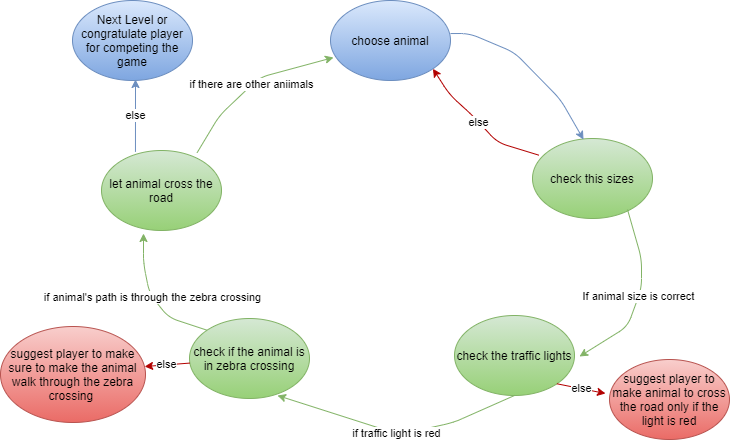 Next Level or
congratulate player
for competing the
game
choose animal
if there are other aniimals
else
else
check this sizes
let animal cross the
road
if animal's path is through the zebra crossing
If animal size is correct
suggest player to make
sure to make the animal
walk through the zebra
crossing
else
check if the animal is
in zebra crossing
check the traffic lights
else
suggest player to
make animal to cross
the road only if the
light is red
if traffic light is red